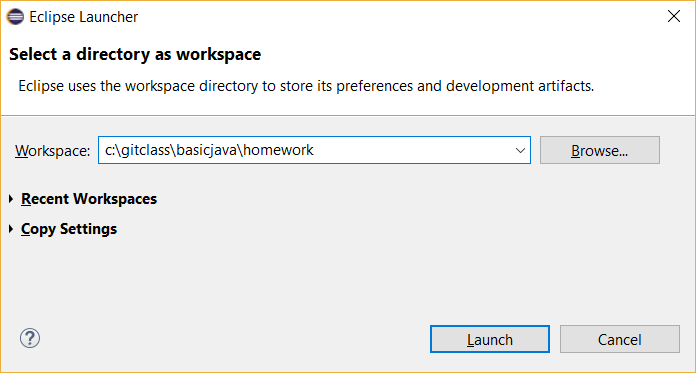 Eclipse Launcher
Select a directory as workspace
Eclipse uses the workspace directory to store its preferences and development artifacts.
Workspace: c:\gitclass\basicjava\homework Browse...
Recent Workspaces
Copy Settings
? Launch Cancel